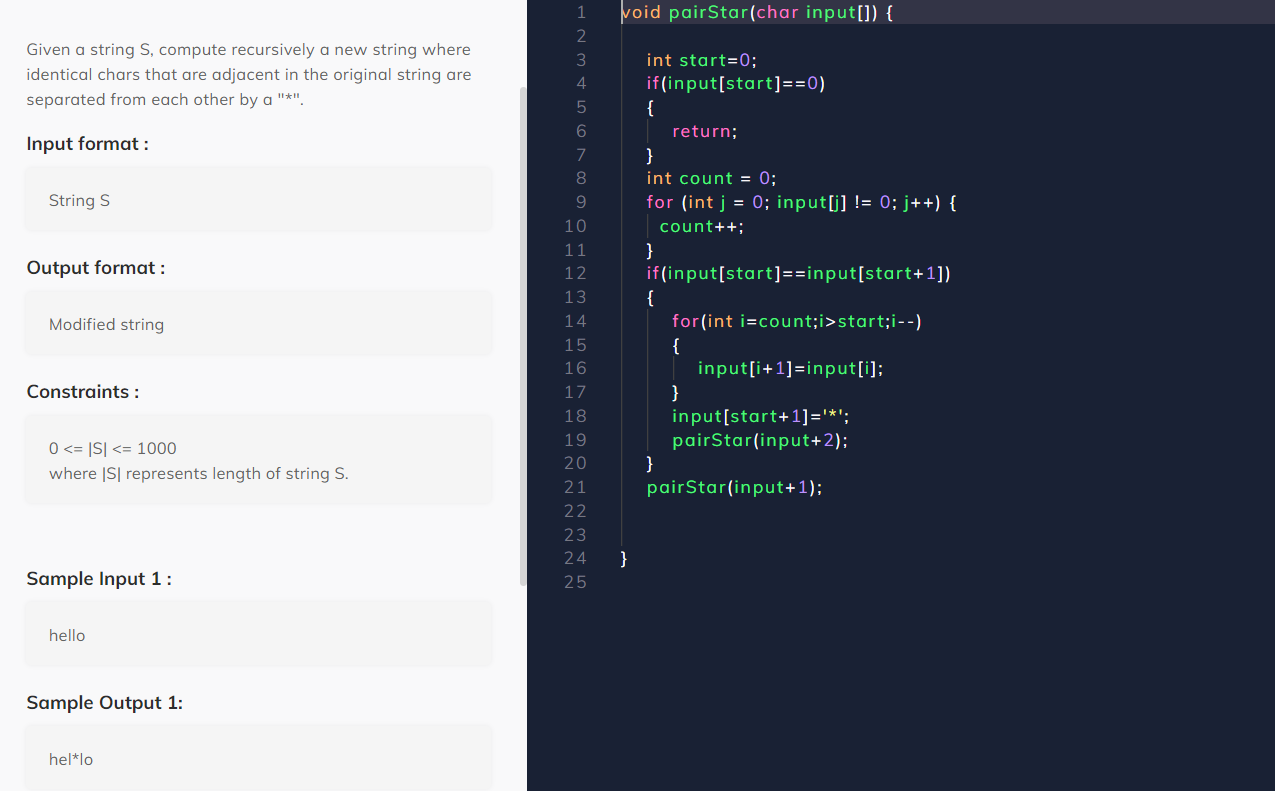 Given a string S, compute recursively a new string where
identical chars that are adjacent in the original string are
separated from each other by a "*".
Input format :
String S
Output format :
Modified string
Constraints :
0 <= |S| <= 1000
where |S| represents length of string S.
Sample Input 1 :
hello
Sample Output 1:
hel*lo
1 void pairStar(char input[]) {
2
3 int start=0;
4 if(input[start]==0)
5 {
6 return;
7 }
8 int count = 0;
9 for (int j = 0; input[j] != 0; j++) {
10 count++;
11 }
12 if(input[start]==input[start+1])
13 {
14 for(int i=count;i>start;i--)
15 {
16 input[i+1]=input[i];
17 }
18 input[start+1]='*';
19 pairStar(input+2);
20 }
21 pairStar(input+1);
22
23
24 }
25